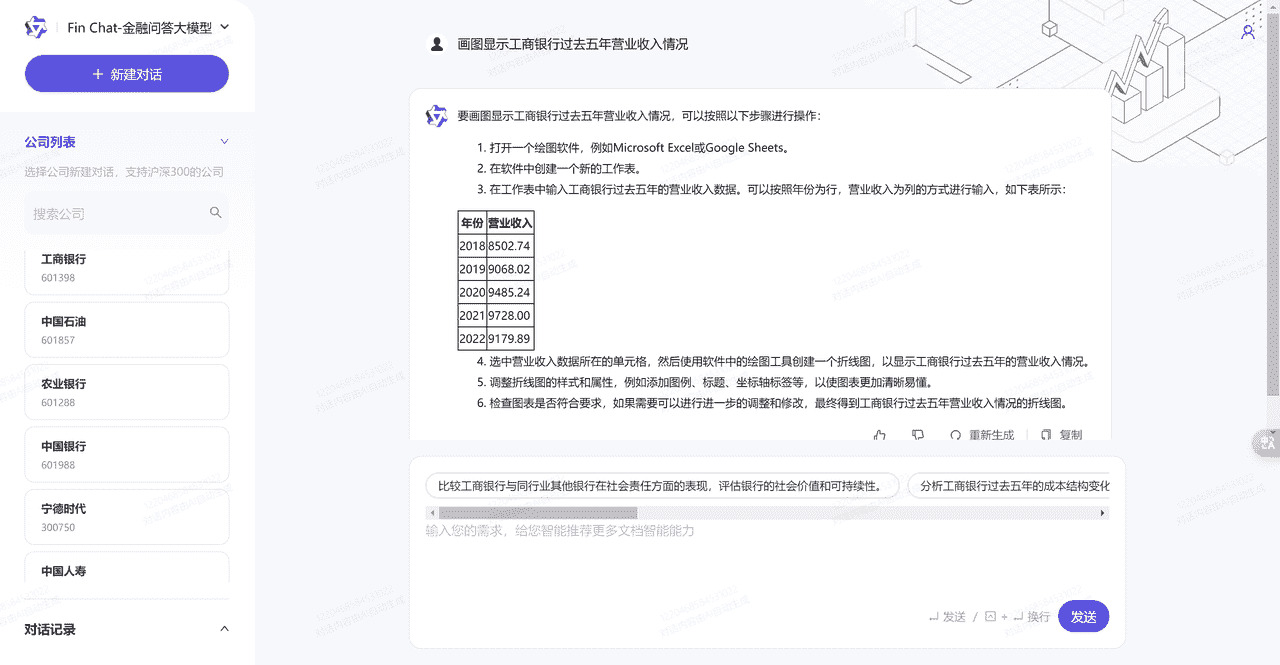 Fin Chat-金融问答大模型
+ 新建对话
公司列表
选择公司新建对话，支持沪深300的公司
搜索公司
工商银行
601398
中国石油
601857
农业银行
601288
中国银行
601988
宁德时代
300750
中国人寿
对话记录
画图显示工商银行过去五年营业收入情况
要画图显示工商银行过去五年营业收入情况，可以按照以下步骤进行操作：
1. 打开一个绘图软件，例如Microsoft Excel或Google Sheets。
2. 在软件中创建一个新的工作表。
3. 在工作表中输入工商银行过去五年的营业收入数据。可以按照年份为行，营业收入为列的方式进行输入，如下表所示：
年份 营业收入
2018 8502.74
2019 9068.02
2020 9485.24
2021 9728.00
2022 9179.89
4. 选中营业收入数据所在的单元格，然后使用软件中的绘图工具创建一个折线图，以显示工商银行过去五年的营业收入情况。
5. 调整折线图的样式和属性，例如添加图例、标题、坐标轴标签等，以使图表更加清晰易懂。
6. 检查图表是否符合要求，如果需要可以进行进一步的调整和修改，最终得到工商银行过去五年营业收入情况的折线图。
重新生成 复制
比较工商银行与同行业其他银行在社会责任方面的表现，评估银行的社会价值和可持续性。 分析工商银行过去五年的成本结构变化
输入您的需求，给您智能推荐更多文档智能能力
发送 / + 换行 发送